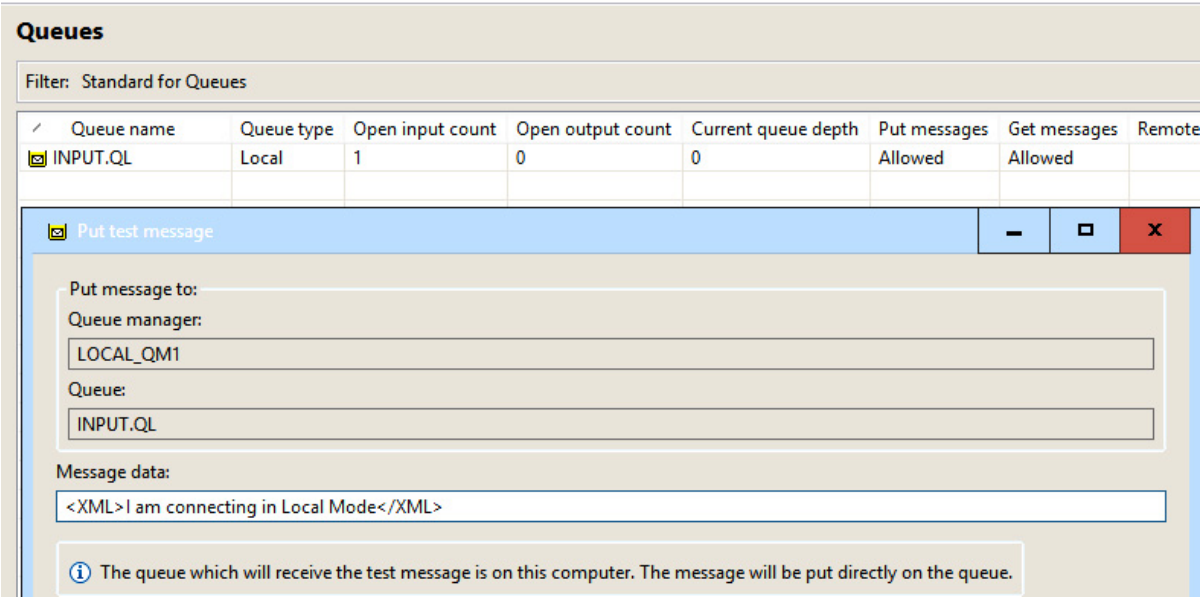 Queues
Filter: Standard for Queues
Queue name Queue type Open input count Open output count Current queue depth Put messages Get messages Remote
INPUT.QL Local 1 0 0 Allowed Allowed
Put test message
Put message to:
Queue manager:
LOCAL_QM1
Queue:
INPUT.QL
Message data:
<XML>I am connecting in Local Mode</XML>
The queue which will receive the test message is on this computer. The message will be put directly on the queue.